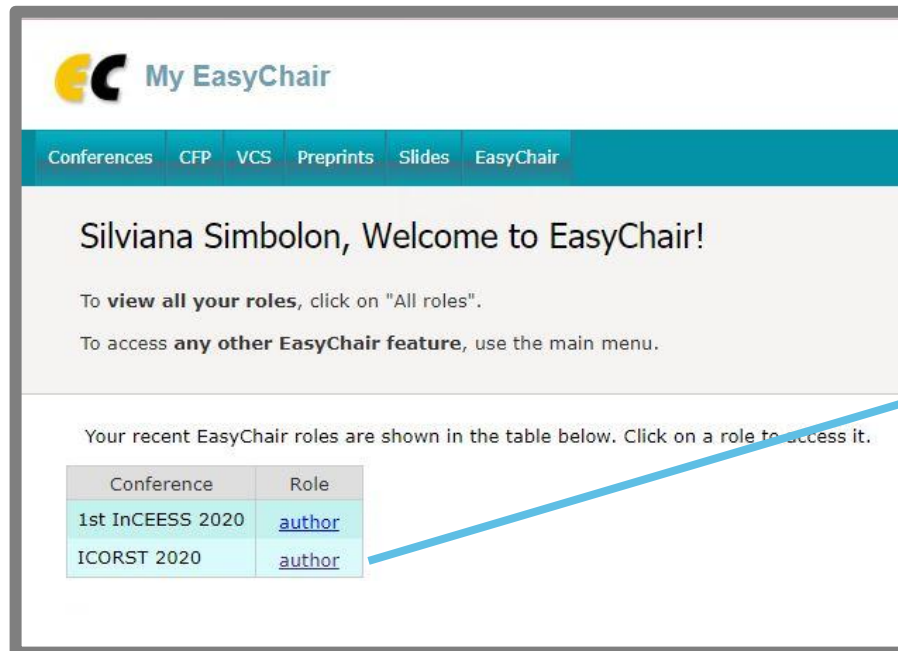 EC My EasyChair
Conferences CFP VCS Preprints Slides EasyChair
Silviana Simbolon, Welcome to EasyChair!
To view all your roles, click on "All roles".
To access any other EasyChair feature, use the main menu.
Your recent EasyChair roles are shown in the table below. Click on a role to access it.
Conference Role
1st InCEESS 2020 author
ICORST 2020 author